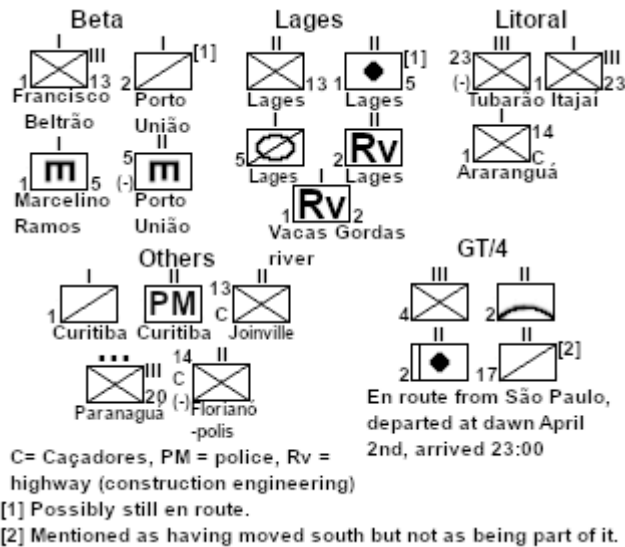 Beta Lages Litoral
I I II II III I
III [1] [1] 23 III
1 13 2 13 1 5 (-) 1 23
Francisco Porto Lages Lages Tubarão Itajaí
Beltrão União
I II I II I
5 14
1 m 5 (-) m 5 2 Rv 1 C
Marcelino Porto Lages Lages Araranguá
Ramos União I
1 Rv 2
Vacas Gordas
river
Others GT/4
I II II III II
13
1 PM C 4 2
Curitiba Curitiba Joinville
••• II II II
III 14 [2]
20 C 2 17
Paranaguá (-) Florianó
-polis
En route from São Paulo,
departed at dawn April
2nd, arrived 23:00
C= Caçadores, PM = police, Rv =
highway (construction engineering)
[1] Possibly still en route.
[2] Mentioned as having moved south but not as being part of it.